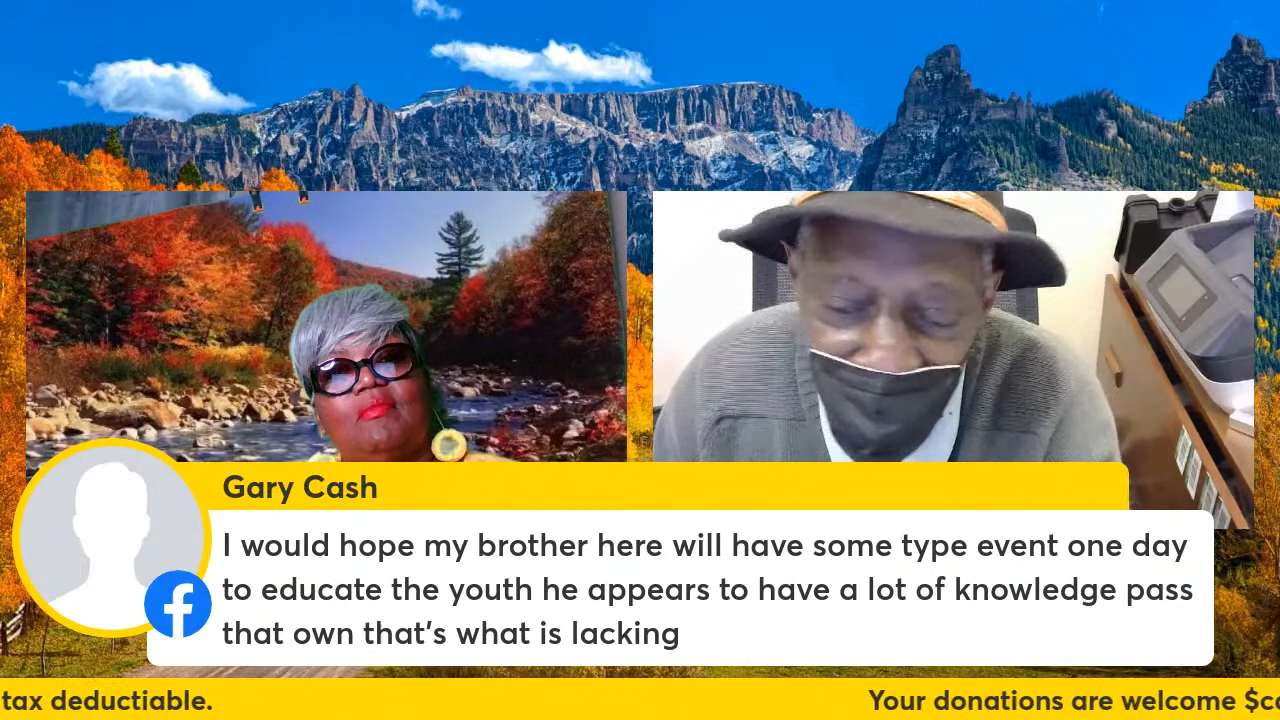 Gary Cash
I would hope my brother here will have some type event one day
to educate the youth he appears to have a lot of knowledge pass
that own that's what is lacking
tax deductiable.
Your donations are welcome